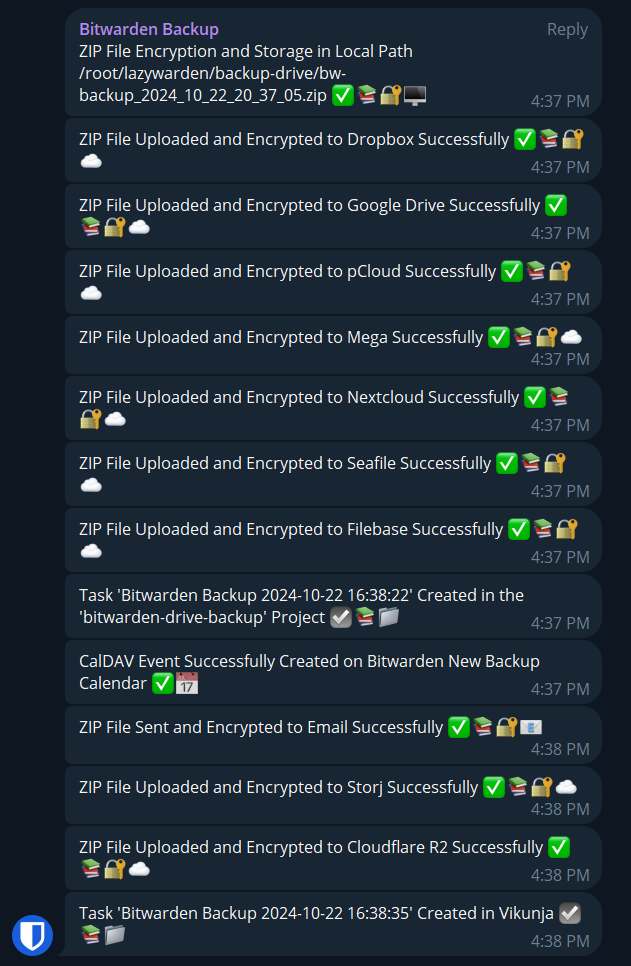 Bitwarden Backup Reply
ZIP File Encryption and Storage in Local Path
/root/lazywarden/backup-drive/bw-
backup_2024_10_22_20_37_05.zip ✅📚🔐🖥️
4:37 PM
ZIP File Uploaded and Encrypted to Dropbox Successfully ✅📚🔐
☁️ 4:37 PM
ZIP File Uploaded and Encrypted to Google Drive Successfully ✅
📚🔐☁️ 4:37 PM
ZIP File Uploaded and Encrypted to pCloud Successfully ✅📚🔐
☁️ 4:37 PM
ZIP File Uploaded and Encrypted to Mega Successfully ✅📚🔐☁️
4:37 PM
ZIP File Uploaded and Encrypted to Nextcloud Successfully ✅📚
🔐☁️ 4:37 PM
ZIP File Uploaded and Encrypted to Seafile Successfully ✅📚🔐
☁️ 4:37 PM
ZIP File Uploaded and Encrypted to Filebase Successfully ✅📚🔐
☁️ 4:37 PM
Task 'Bitwarden Backup 2024-10-22 16:38:22' Created in the
'bitwarden-drive-backup' Project ☑️📚📁
4:37 PM
CalDAV Event Successfully Created on Bitwarden New Backup
Calendar ✅📅 4:37 PM
ZIP File Sent and Encrypted to Email Successfully ✅📚🔐📧
4:38 PM
ZIP File Uploaded and Encrypted to Storj Successfully ✅📚🔐☁️
4:38 PM
ZIP File Uploaded and Encrypted to Cloudflare R2 Successfully ✅
📚🔐☁️ 4:38 PM
Task 'Bitwarden Backup 2024-10-22 16:38:35' Created in Vikunja ☑️
📚📁 4:38 PM